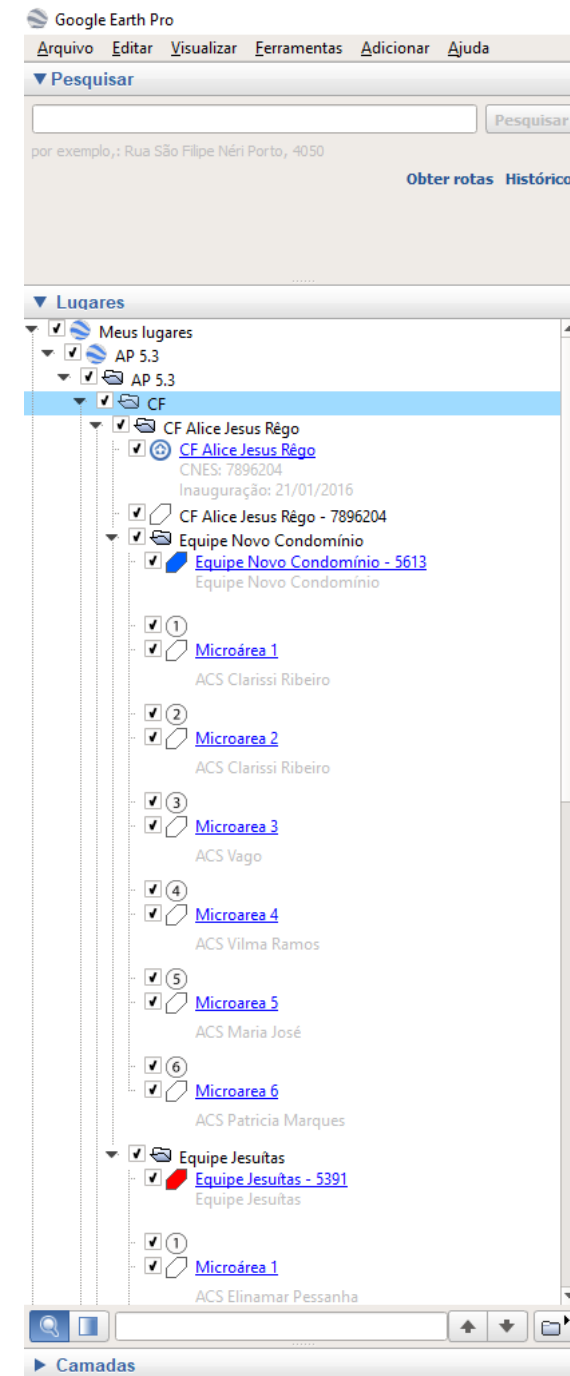 Google Earth Pro
Arquivo Editar Visualizar Ferramentas Adicionar Ajuda
Pesquisar
Pesquisar
por exemplo,: Rua São Filipe Néri Porto, 4050
Obter rotas Histórico
Lugares
Meus lugares
AP 5.3
AP 5.3
CF
CF Alice Jesus Rêgo
CF Alice Jesus Rêgo
CNES: 7896204
Inauguração: 21/01/2016
CF Alice Jesus Rêgo - 7896204
Equipe Novo Condomínio
Equipe Novo Condomínio - 5613
Equipe Novo Condomínio
1
Microárea 1
ACS Clarissi Ribeiro
2
Microarea 2
ACS Clarissi Ribeiro
3
Microarea 3
ACS Vago
4
Microarea 4
ACS Vilma Ramos
5
Microarea 5
ACS Maria José
6
Microarea 6
ACS Patricia Marques
Equipe Jesuítas
Equipe Jesuítas - 5391
Equipe Jesuítas
1
Microárea 1
ACS Elinamar Pessanha
Camadas